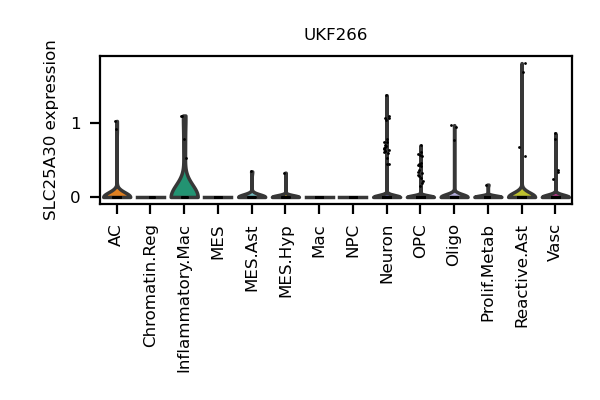 UKF266
SLC25A30 expression
1
0
AC
Chromatin.Reg
Inflammatory.Mac
MES
MES.Ast
MES.Hyp
Mac
NPC
Neuron
OPC
Oligo
Prolif.Metab
Reactive.Ast
Vasc